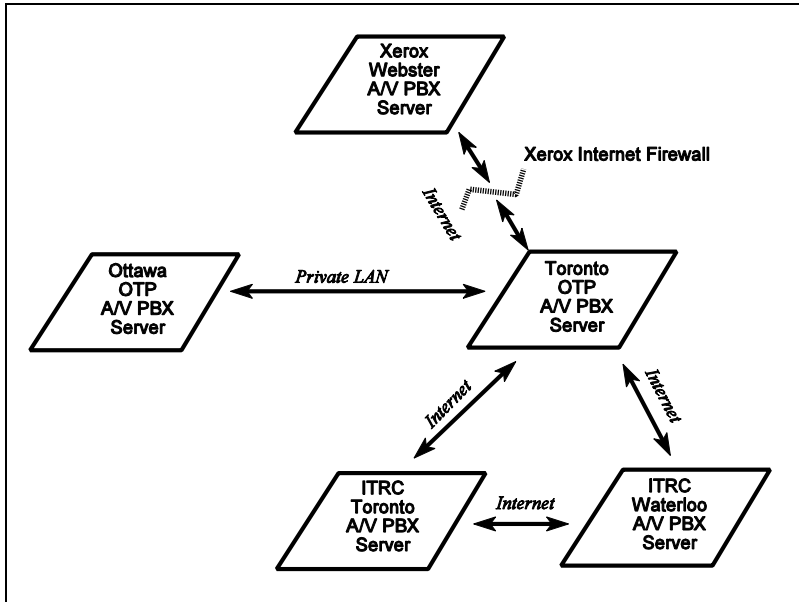 Xerox
Webster
A/V PBX
Server
Xerox Internet Firewall
Internet
Ottawa
OTP
A/V PBX
Server
Private LAN
Toronto
OTP
A/V PBX
Server
Internet
Internet
ITRC
Toronto
A/V PBX
Server
Internet
ITRC
Waterloo
A/V PBX
Server